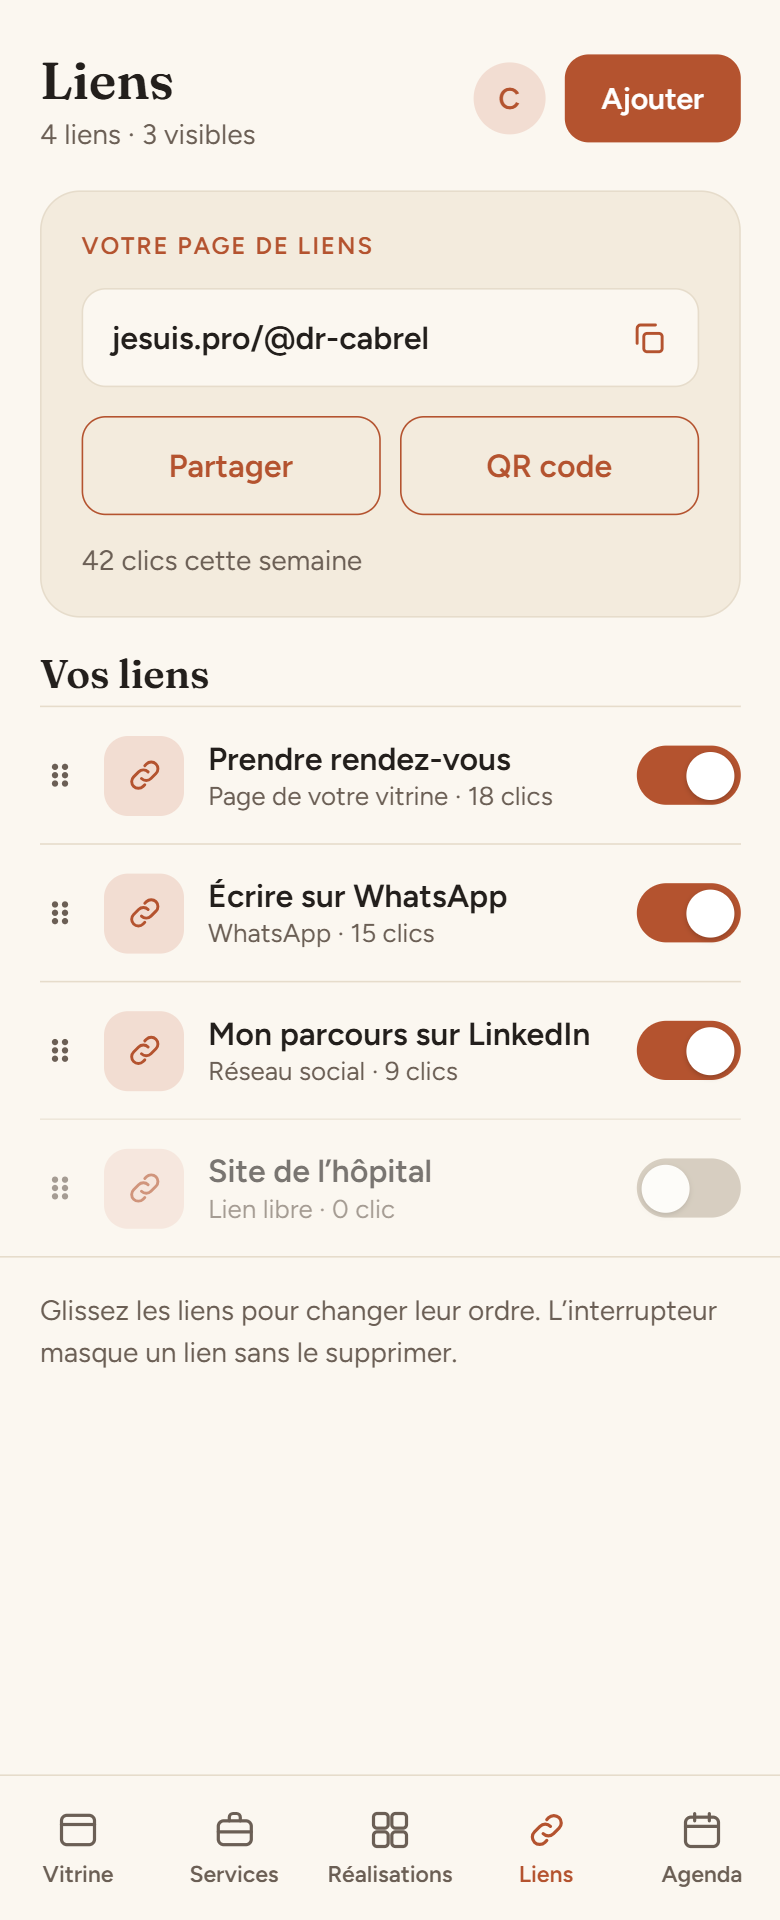 Liens
4 liens · 3 visibles
C
Ajouter
VOTRE PAGE DE LIENS
jesuis.pro/@dr-cabrel
Partager
QR code
42 clics cette semaine
Vos liens
Prendre rendez-vous
Page de votre vitrine · 18 clics
Écrire sur WhatsApp
WhatsApp · 15 clics
Mon parcours sur LinkedIn
Réseau social · 9 clics
Site de l’hôpital
Lien libre · 0 clic
Glissez les liens pour changer leur ordre. L’interrupteur
masque un lien sans le supprimer.
Vitrine
Services
Réalisations
Liens
Agenda